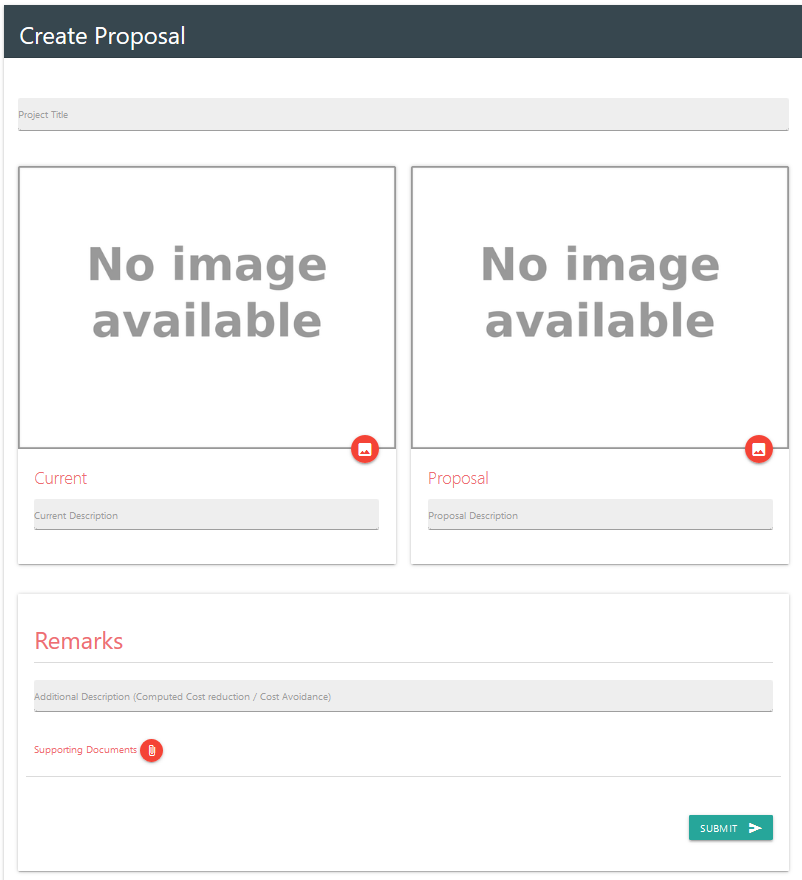 Create Proposal
Project Title
No image
available
No image
available
Current
Proposal
Current Description
Proposal Description
Remarks
Additional Description (Computed Cost reduction / Cost Avoidance)
Supporting Documents
SUBMIT